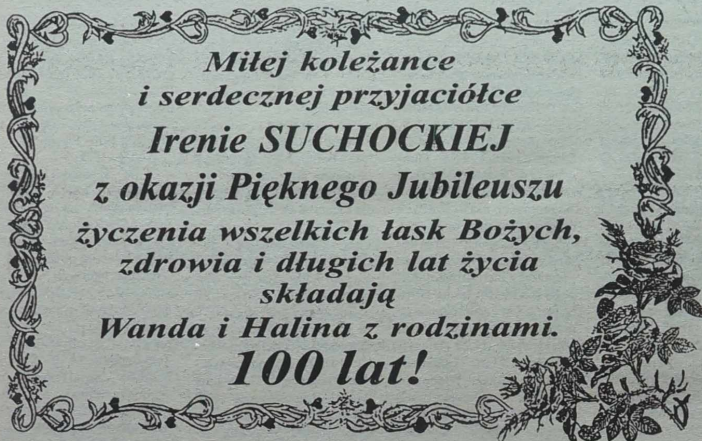 Miłej koleżance
i serdecznej przyjaciółce
Irenie SUCHOCKIEJ
z okazji Pięknego Jubileuszu
życzenia wszelkich łask Bożych,
zdrowia i długich lat życia
składają
Wanda i Halina z rodzinami.
100 lat!